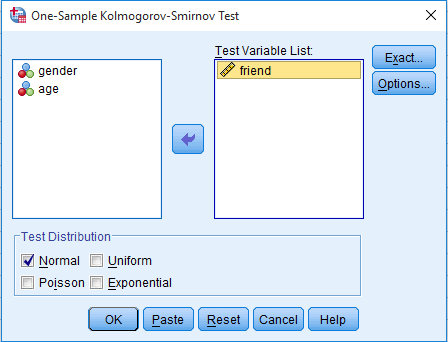 One-Sample Kolmogorov-Smirnov Test
Test Variable List:
gender
age
friend
Exact...
Options...
Test Distribution
Normal Uniform
Poisson Exponential
OK Paste Reset Cancel Help